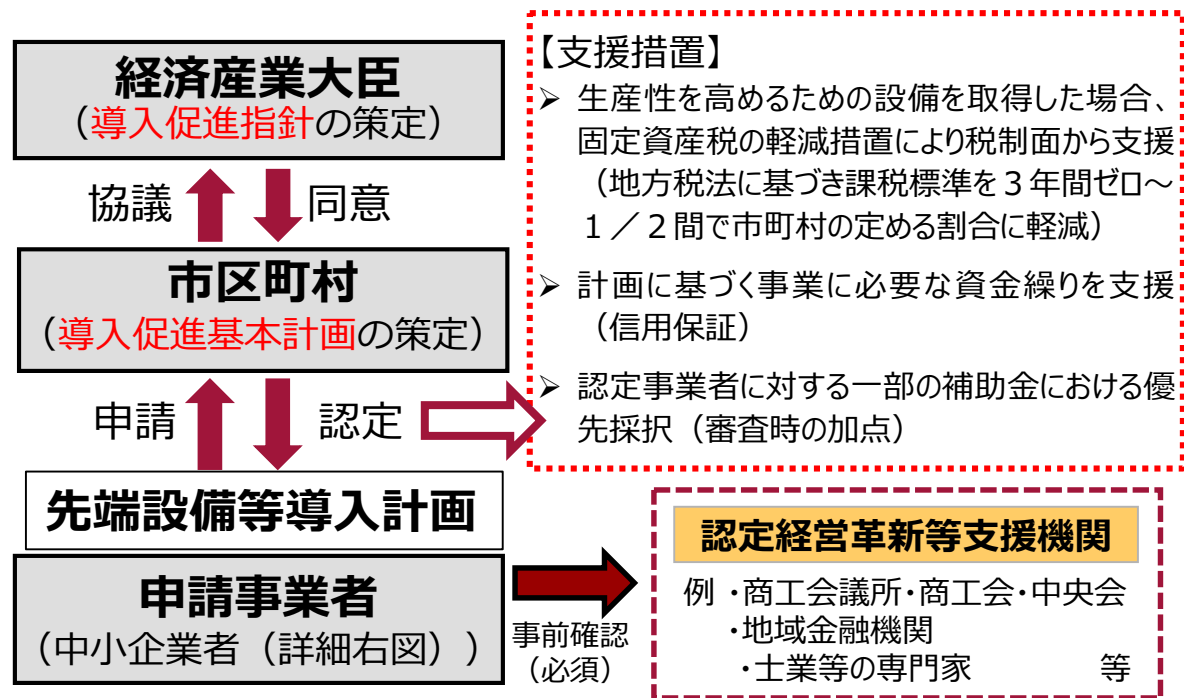 経済産業大臣
（導入促進指針の策定）
協議
同意
市区町村
（導入促進基本計画の策定）
申請
認定
先端設備等導入計画
申請事業者
（中小企業者（詳細右図））
【支援措置】
➢ 生産性を高めるための設備を取得した場合、
固定資産税の軽減措置により税制面から支援
（地方税法に基づき課税標準を３年間ゼロ～
１／２間で市町村の定める割合に軽減）
➢ 計画に基づく事業に必要な資金繰りを支援
（信用保証）
➢ 認定事業者に対する一部の補助金における優
先採択（審査時の加点）
事前確認
（必須）
認定経営革新等支援機関
例 ・商工会議所・商工会・中央会
・地域金融機関
・士業等の専門家 等